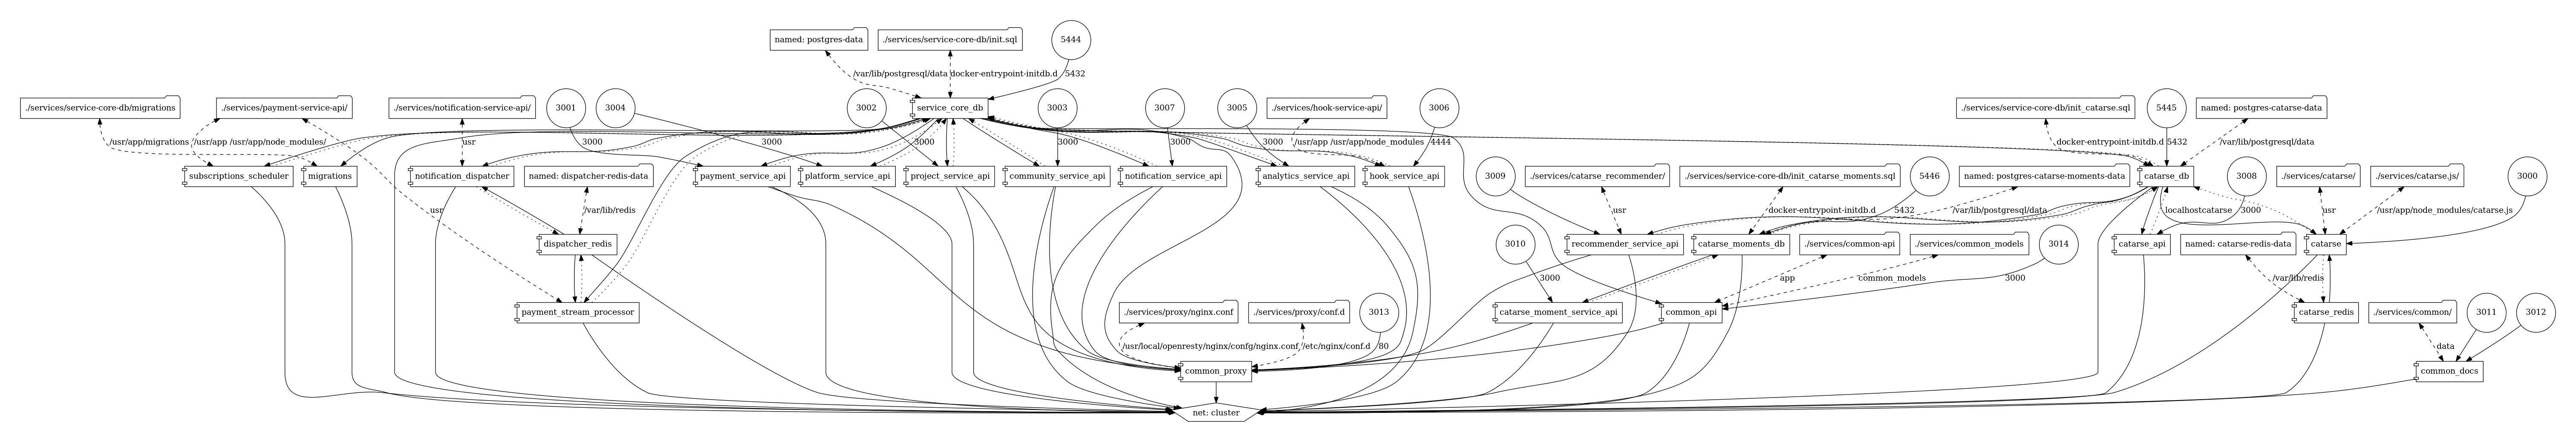 named: postgres-data
./services/service-core-db/init.sql
5444
/var/lib/postgresql/data
docker-entrypoint-initdb.d
5432
./services/service-core-db/migrations
./services/payment-service-api/
./services/notification-service-api/
3001
3004
3002
service_core_db
3003
3007
3005
./services/hook-service-api/
3006
./services/service-core-db/init_catarse.sql
5445
named: postgres-catarse-data
/usr/app/migrations
/usr/app
/usr/app/node_modules/
usr
3000
3000
3000
3000
3000
3000
/usr/app
/usr/app/node_modules
4444
docker-entrypoint-initdb.d
5432
/var/lib/postgresql/data
subscriptions_scheduler
migrations
notification_dispatcher
named: dispatcher-redis-data
payment_service_api
platform_service_api
project_service_api
community_service_api
notification_service_api
analytics_service_api
hook_service_api
3009
./services/catarse_recommender/
./services/service-core-db/init_catarse_moments.sql
5446
named: postgres-catarse-moments-data
catarse_db
3008
./services/catarse/
./services/catarse.js/
3000
usr
/var/lib/redis
usr
docker-entrypoint-initdb.d
5432
/var/lib/postgresql/data
localhostcatarse
3000
usr
/usr/app/node_modules/catarse.js
dispatcher_redis
3010
recommender_service_api
catarse_moments_db
./services/common-api
./services/common_models
3014
catarse_api
named: catarse-redis-data
catarse
3000
app
common_models
3000
/var/lib/redis
payment_stream_processor
./services/proxy/nginx.conf
./services/proxy/conf.d
3013
catarse_moment_service_api
common_api
catarse_redis
./services/common/
3011
3012
/usr/local/openresty/nginx/confg/nginx.conf
/etc/nginx/conf.d
80
data
common_proxy
common_docs
net: cluster